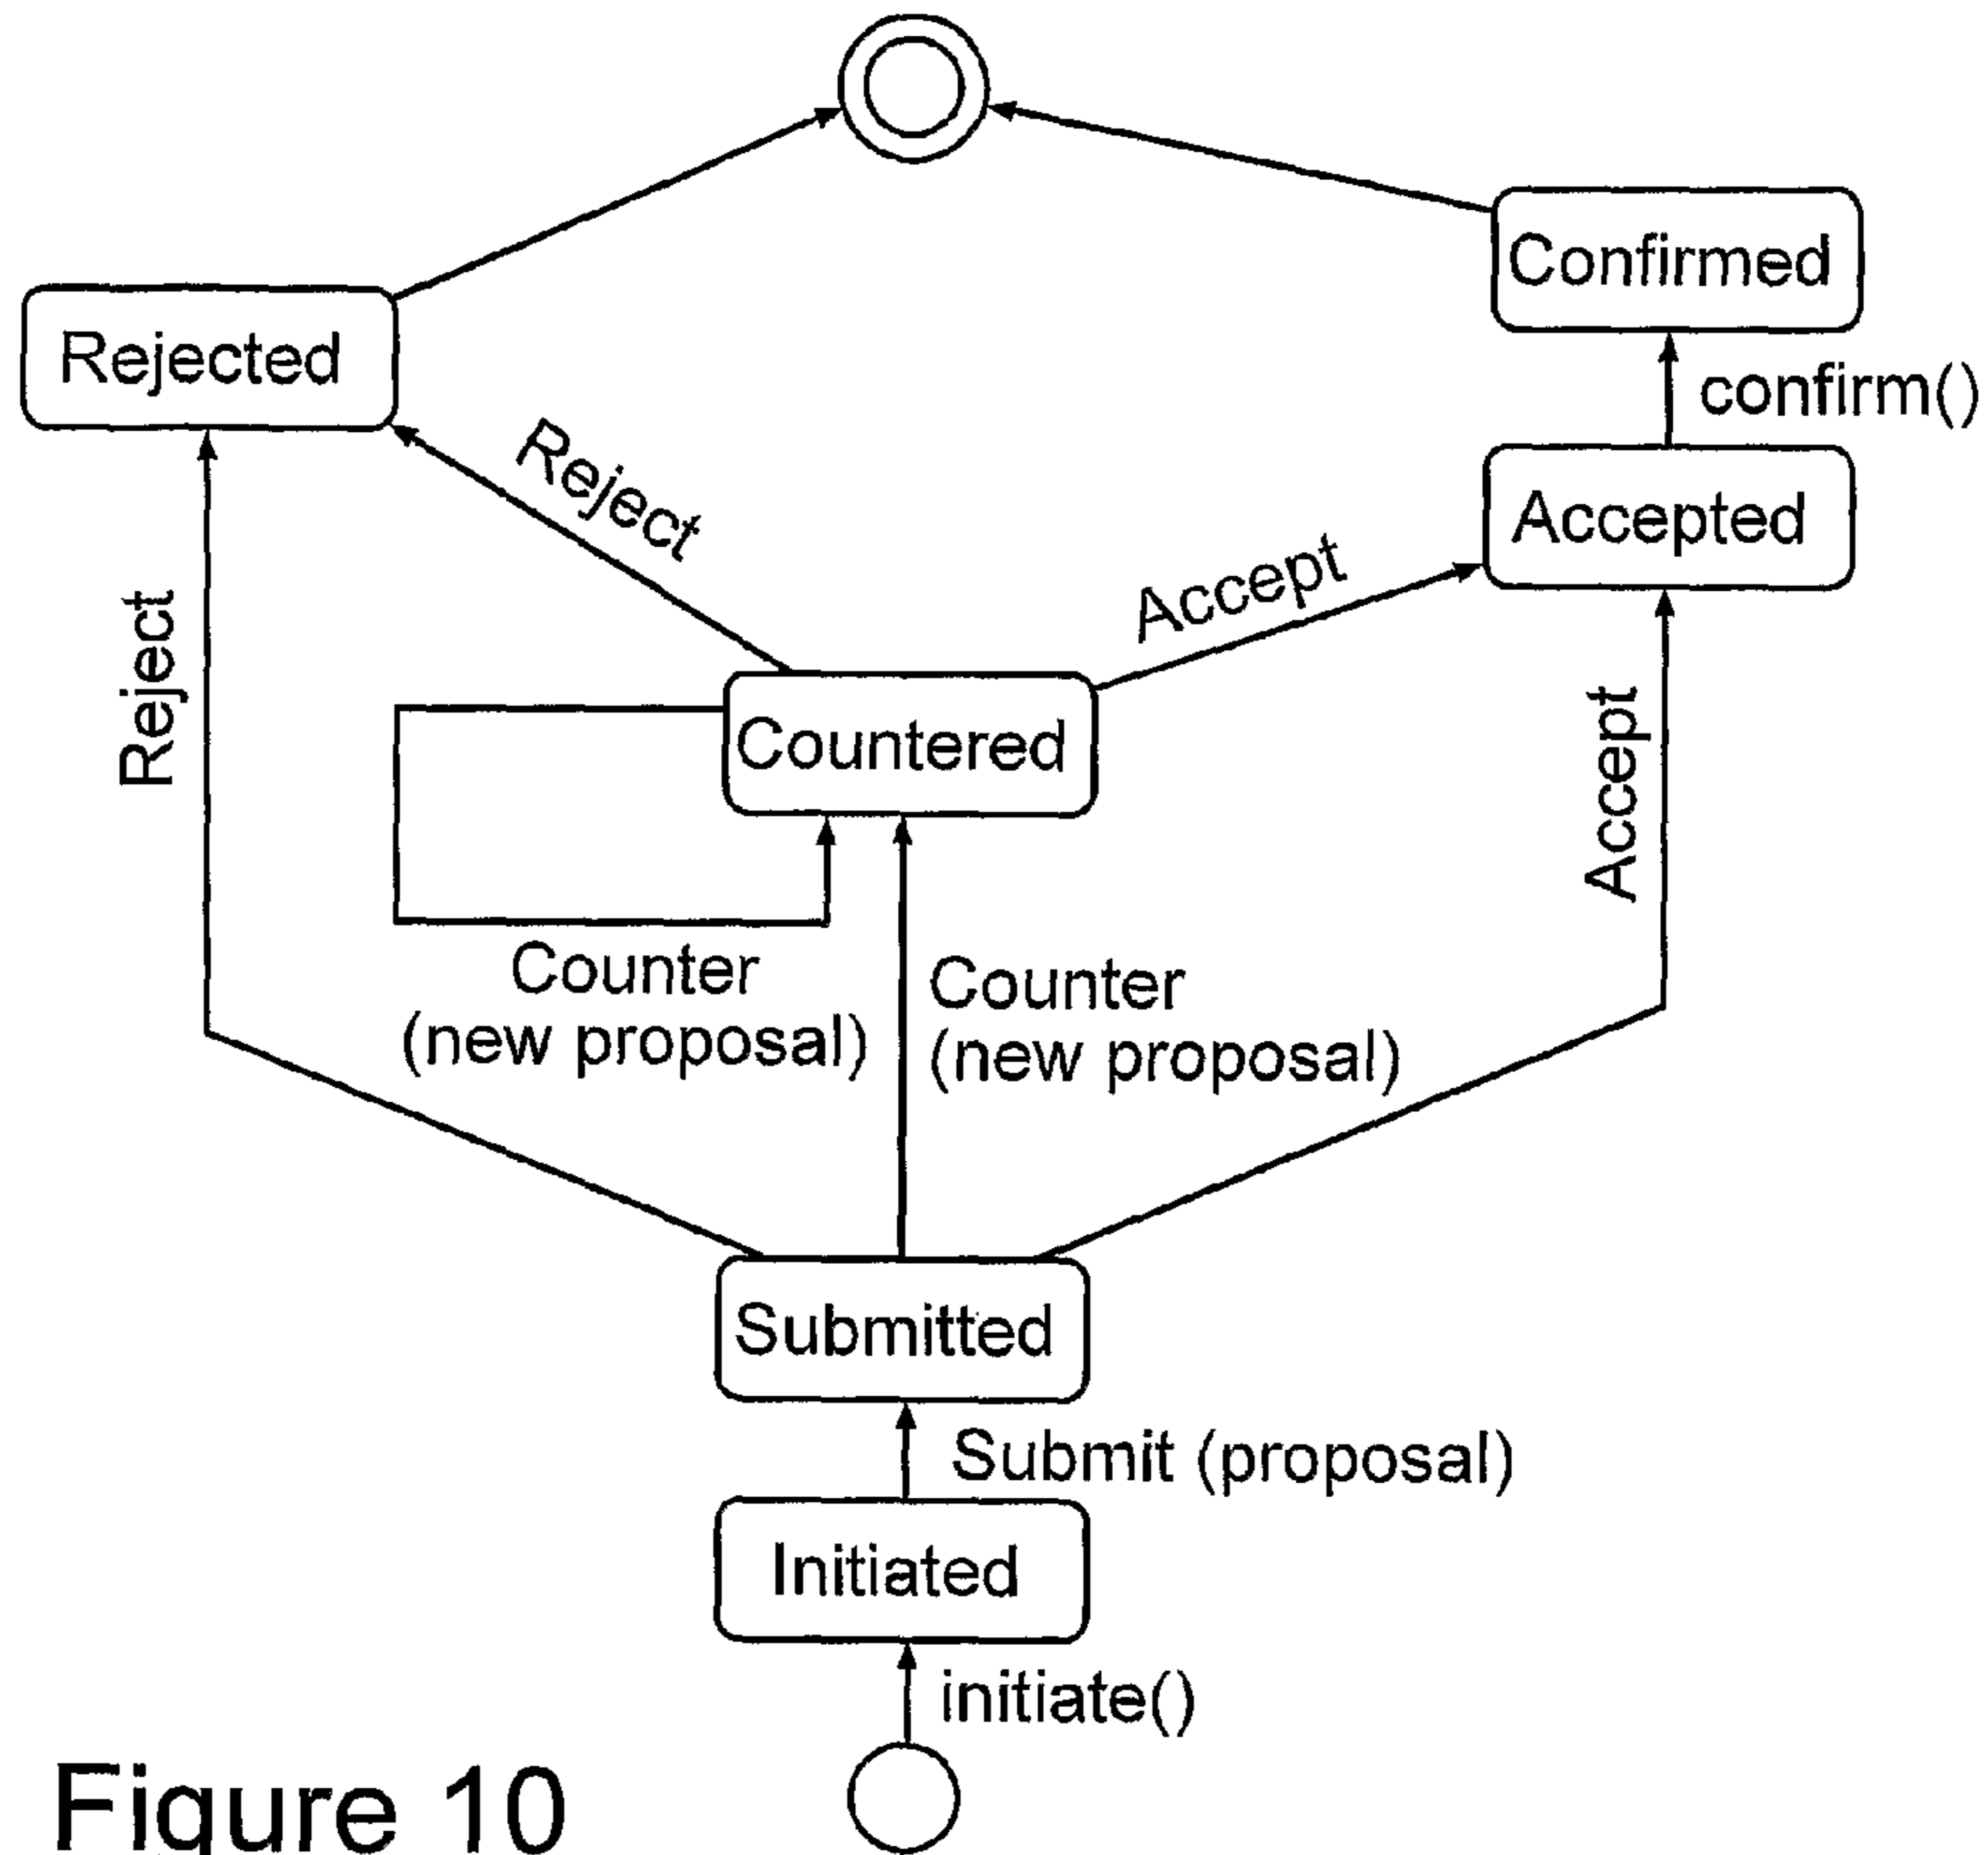 Confirmed
Rejected
confirm()
Reject
Accepted
Accept
Reject
Countered
Accept
Counter
(new proposal)
Counter
(new proposal)
Submitted
Submit (proposal)
Initiated
initiate()
Figure 10